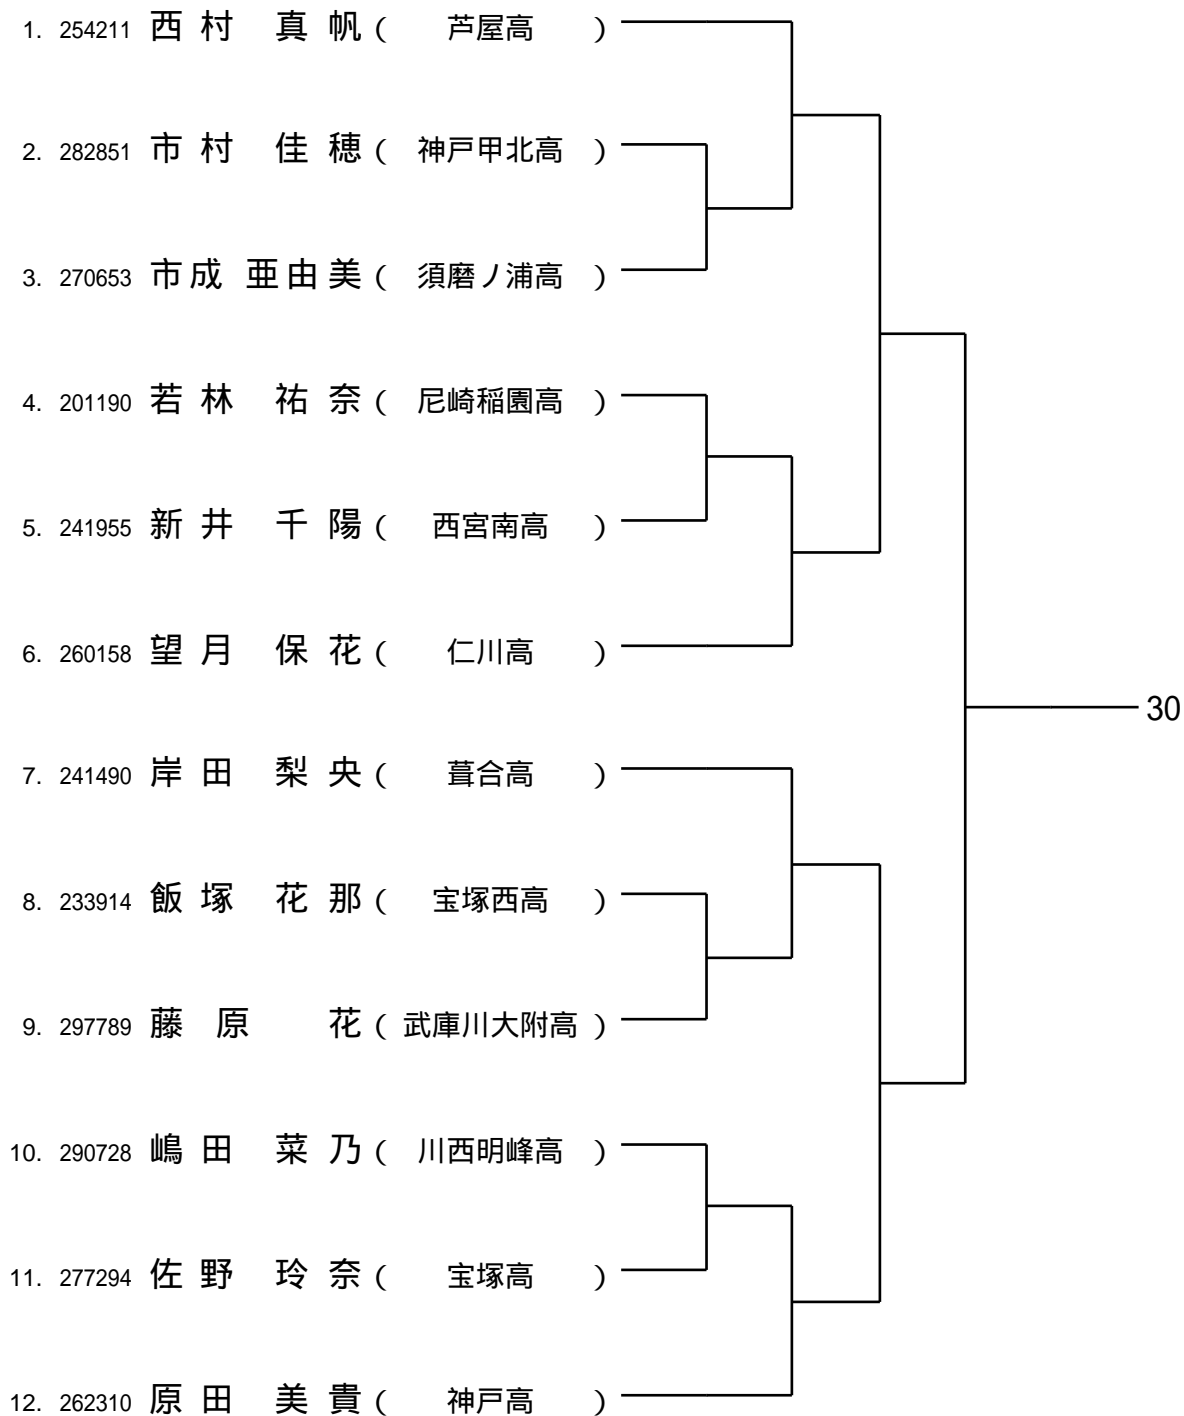 1. 254211 西村 真帆 ( 芦屋高 )
2. 282851 市村 佳穂 ( 神戸甲北高 )
3. 270653 市成 亜由美 ( 須磨ノ浦高 )
4. 201190 若林 祐奈 ( 尼崎稲園高 )
5. 241955 新井 千陽 ( 西宮南高 )
6. 260158 望月 保花 ( 仁川高 )
30
7. 241490 岸田 梨央 ( 葺合高 )
8. 233914 飯塚 花那 ( 宝塚西高 )
9. 297789 藤原 花 ( 武庫川大附高 )
10. 290728 嶋田 菜乃 ( 川西明峰高 )
11. 277294 佐野 玲奈 ( 宝塚高 )
12. 262310 原田 美貴 ( 神戸高 )